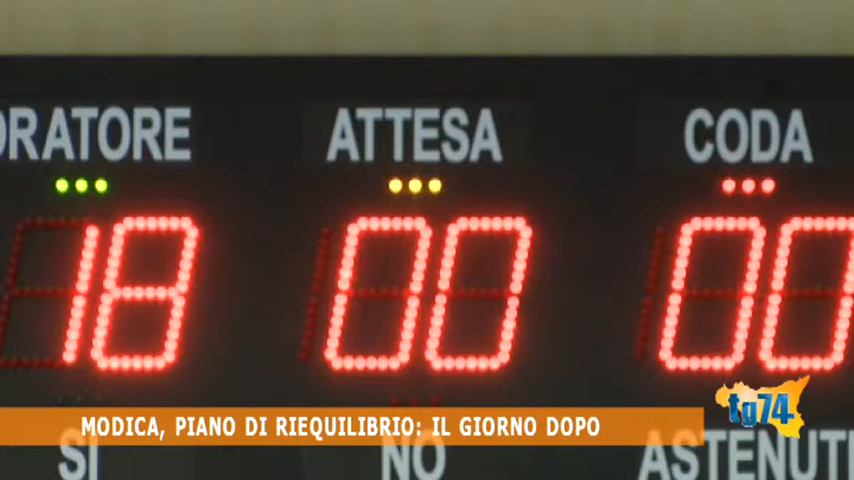 ORATORE ATTESA CODA
18 00 00
MODICA, PIANO DI RIEQUILIBRIO: IL GIORNO DOPO
tg74
SI NO ASTENUTI